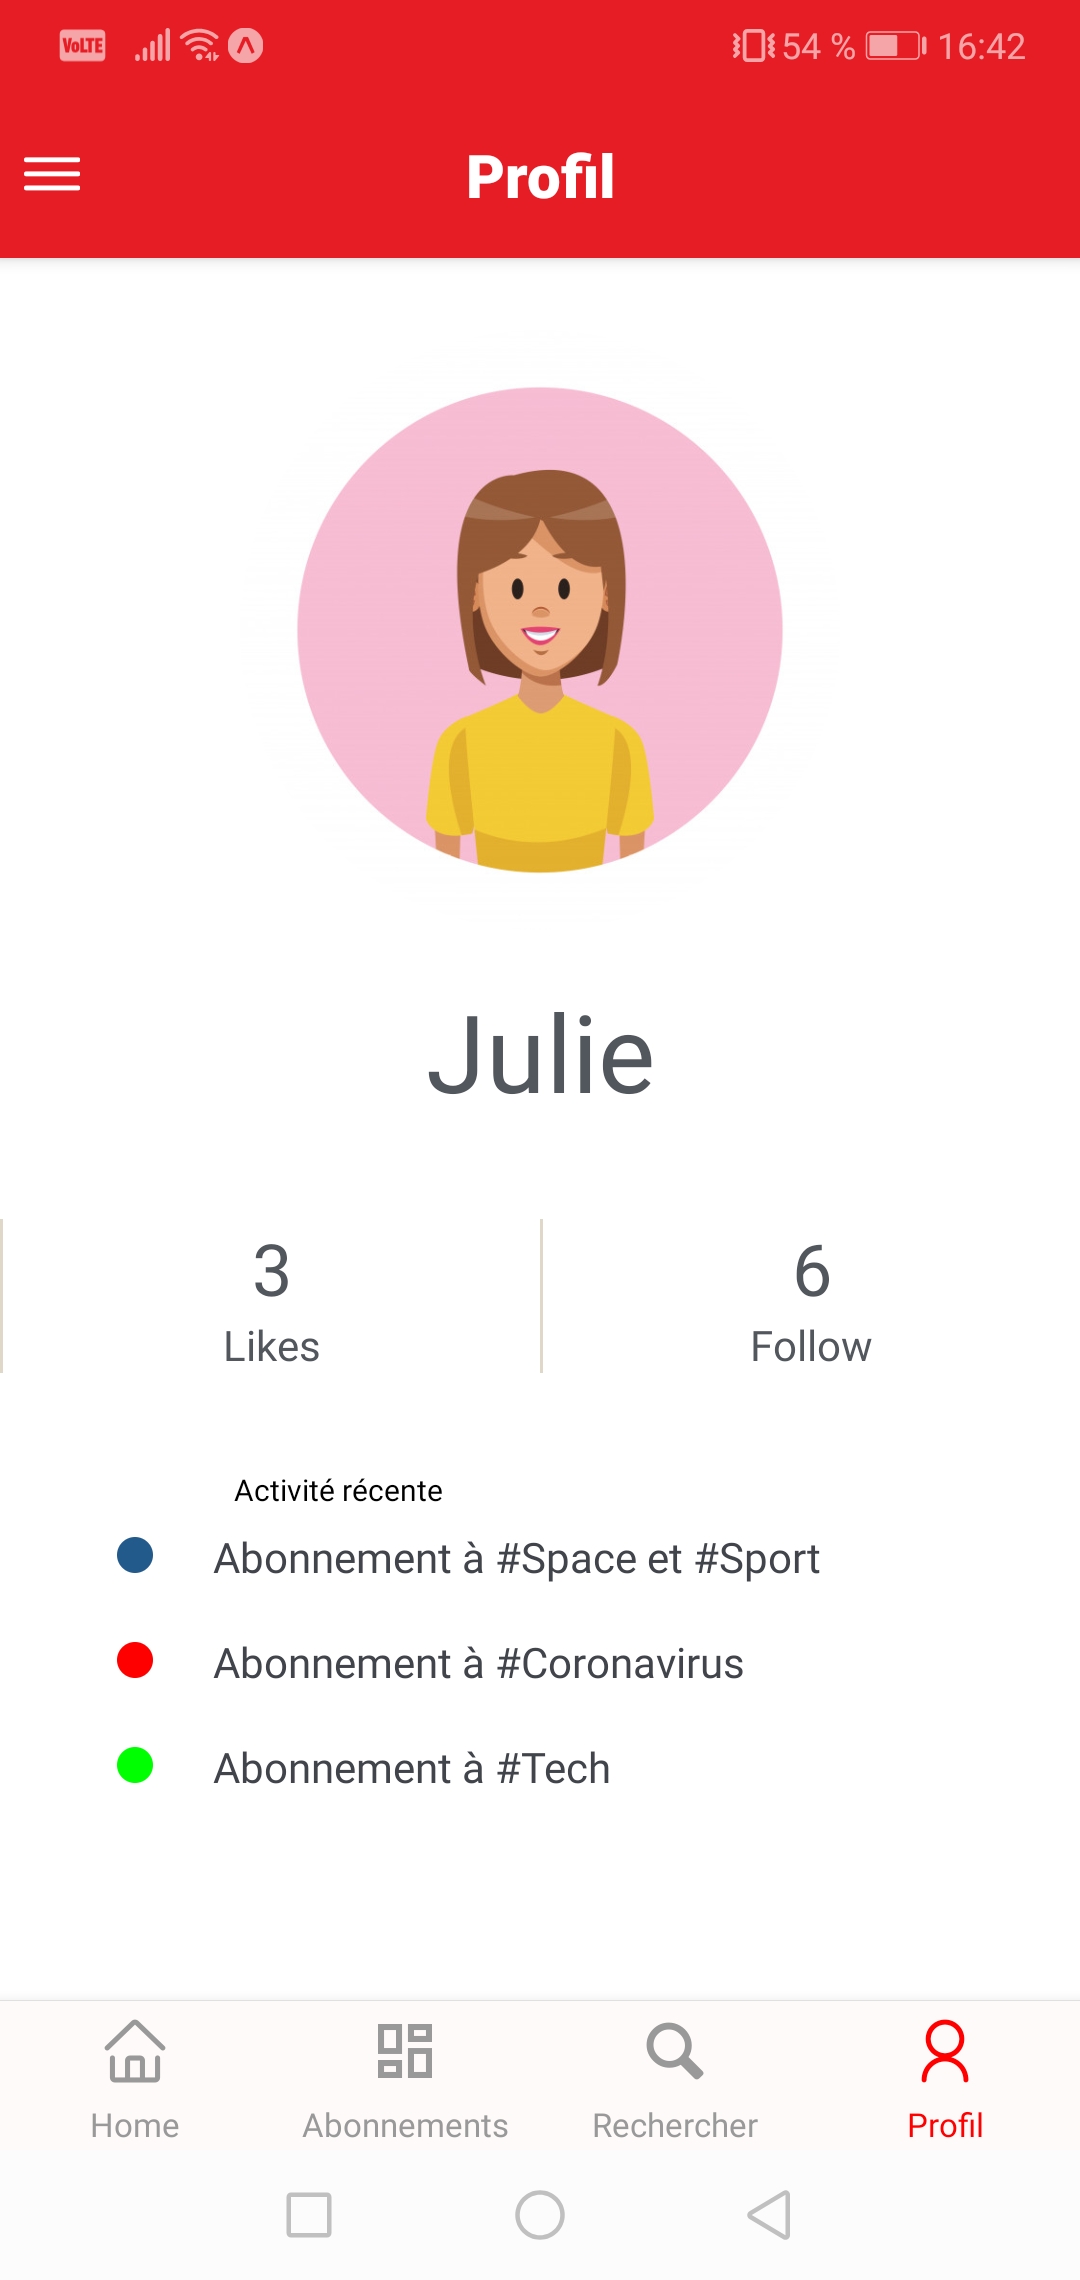 VoLTE 54 % 16:42
Profil
Julie
3 6
Likes Follow
Activité récente
Abonnement à #Space et #Sport
Abonnement à #Coronavirus
Abonnement à #Tech
Home Abonnements Rechercher Profil